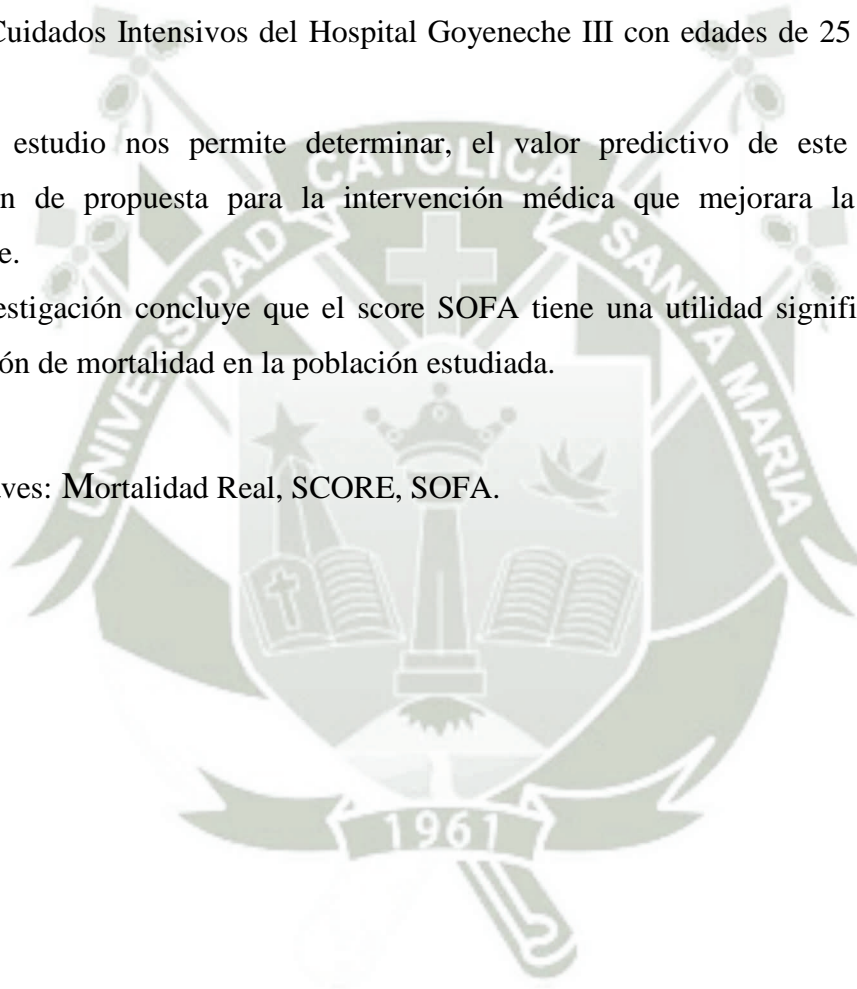 Cuidados Intensivos del Hospital Goyeneche III con edades de 25
estudio nos permite determinar, el valor predictivo de este
n de propuesta para la intervención médica que mejorara la
e.
estigación concluye que el score SOFA tiene una utilidad signifi
ión de mortalidad en la población estudiada.
ves: Mortalidad Real, SCORE, SOFA.
UNIVERSIDAD CATOLICA SANTA MARIA
1961